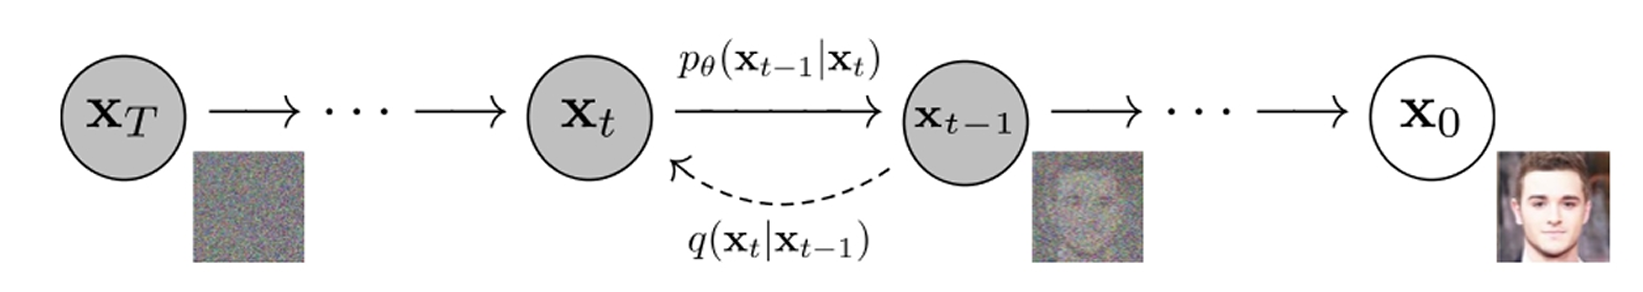 p_θ(x_{t−1}|x_t)
x_T → ··· → x_t → x_{t−1} → ··· → x_0
q(x_t|x_{t−1})